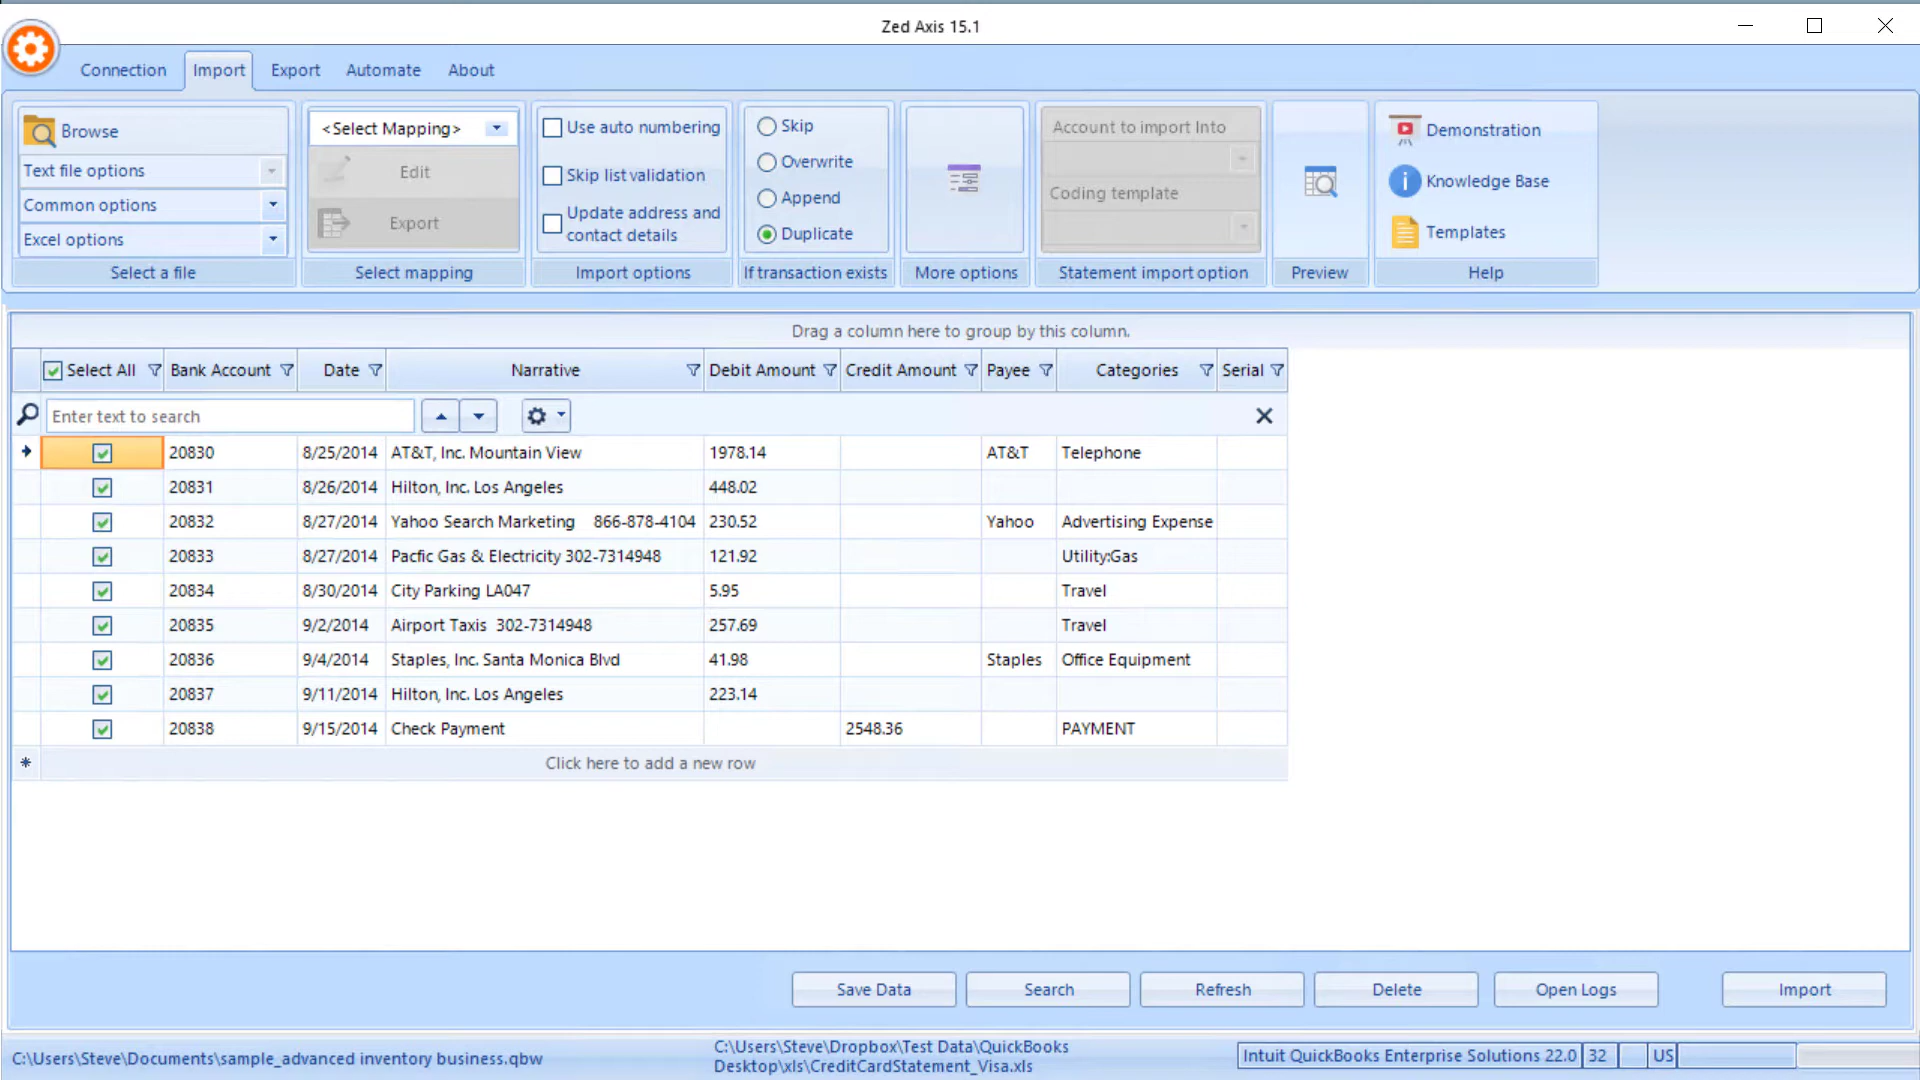 Zed Axis 15.1
Connection Import Export Automate About
Browse
Text file options
Common options
Excel options
Select a file
<Select Mapping>
Edit
Export
Select mapping
Use auto numbering
Skip list validation
Update address and
contact details
Import options
Skip
Overwrite
Append
Duplicate
If transaction exists
More options
Account to import Into
Coding template
Statement import option
Preview
Demonstration
Knowledge Base
Templates
Help
Drag a column here to group by this column.
Select All Bank Account Date Narrative Debit Amount Credit Amount Payee Categories Serial
Enter text to search
20830 8/25/2014 AT&T, Inc. Mountain View 1978.14 AT&T Telephone
20831 8/26/2014 Hilton, Inc. Los Angeles 448.02
20832 8/27/2014 Yahoo Search Marketing 866-878-4104 230.52 Yahoo Advertising Expense
20833 8/27/2014 Pacfic Gas & Electricity 302-7314948 121.92 Utility:Gas
20834 8/30/2014 City Parking LA047 5.95 Travel
20835 9/2/2014 Airport Taxis 302-7314948 257.69 Travel
20836 9/4/2014 Staples, Inc. Santa Monica Blvd 41.98 Staples Office Equipment
20837 9/11/2014 Hilton, Inc. Los Angeles 223.14
20838 9/15/2014 Check Payment 2548.36 PAYMENT
Click here to add a new row
Save Data Search Refresh Delete Open Logs Import
C:\Users\Steve\Documents\sample_advanced inventory business.qbw
C:\Users\Steve\Dropbox\Test Data\QuickBooks
Desktop\xls\CreditCardStatement_Visa.xls
Intuit QuickBooks Enterprise Solutions 22.0 32 US